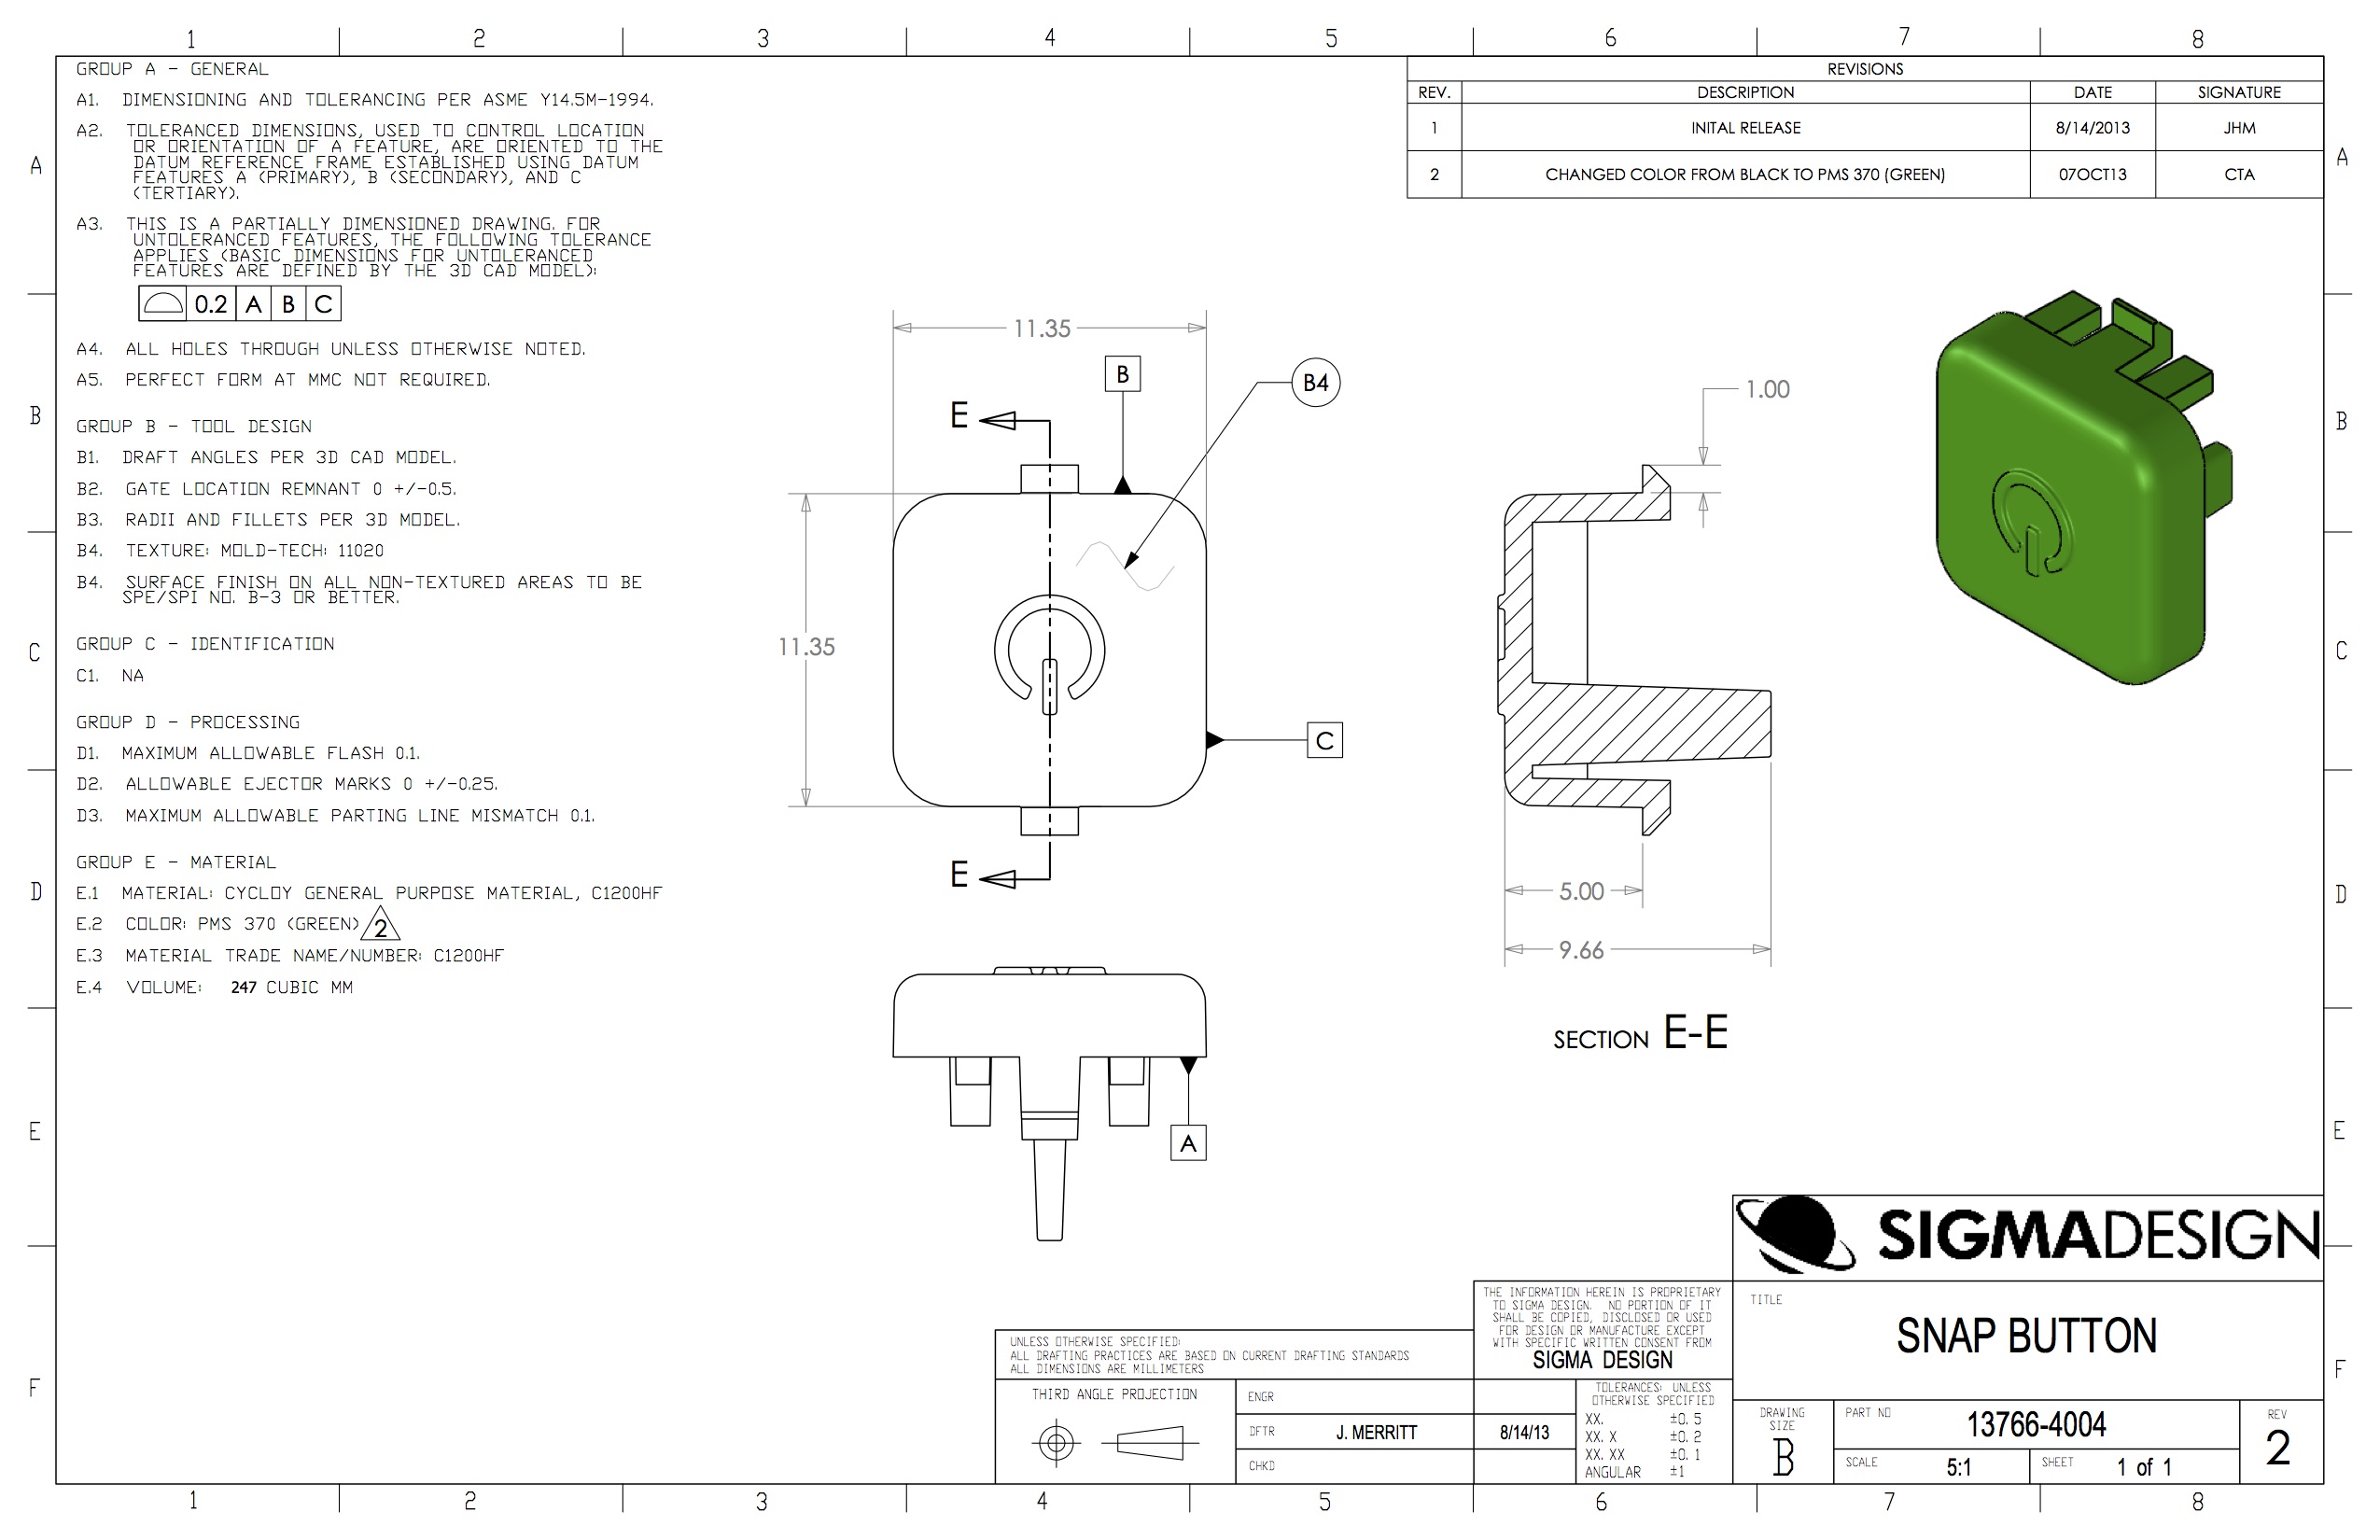 1 2 3 4 5 6 7 8
A
B
C
D
E
F
GROUP A - GENERAL
A1. DIMENSIONING AND TOLERANCING PER ASME Y14.5M-1994.
A2. TOLERANCED DIMENSIONS, USED TO CONTROL LOCATION
OR ORIENTATION OF A FEATURE, ARE ORIENTED TO THE
DATUM REFERENCE FRAME ESTABLISHED USING DATUM
FEATURES A (PRIMARY), B (SECONDARY), AND C
(TERTIARY).
A3. THIS IS A PARTIALLY DIMENSIONED DRAWING. FOR
UNTOLERANCED FEATURES, THE FOLLOWING TOLERANCE
APPLIES (BASIC DIMENSIONS FOR UNTOLERANCED
FEATURES ARE DEFINED BY THE 3D CAD MODEL):
0.2 A B C
A4. ALL HOLES THROUGH UNLESS OTHERWISE NOTED.
A5. PERFECT FORM AT MMC NOT REQUIRED.
GROUP B - TOOL DESIGN
B1. DRAFT ANGLES PER 3D CAD MODEL.
B2. GATE LOCATION REMNANT 0 +/-0.5.
B3. RADII AND FILLETS PER 3D MODEL.
B4. TEXTURE: MOLD-TECH: 11020
B4. SURFACE FINISH ON ALL NON-TEXTURED AREAS TO BE
SPE/SPI NO. B-3 OR BETTER.
GROUP C - IDENTIFICATION
C1. NA
GROUP D - PROCESSING
D1. MAXIMUM ALLOWABLE FLASH 0.1.
D2. ALLOWABLE EJECTOR MARKS 0 +/-0.25.
D3. MAXIMUM ALLOWABLE PARTING LINE MISMATCH 0.1.
GROUP E - MATERIAL
E.1 MATERIAL: CYCLOY GENERAL PURPOSE MATERIAL, C1200HF
E.2 COLOR: PMS 370 (GREEN) 2
E.3 MATERIAL TRADE NAME/NUMBER: C1200HF
E.4 VOLUME: 247 CUBIC MM
REVISIONS
REV. DESCRIPTION DATE SIGNATURE
1 INITAL RELEASE 8/14/2013 JHM
2 CHANGED COLOR FROM BLACK TO PMS 370 (GREEN) 07OCT13 CTA
11.35
B
B4
E
11.35
C
E
A
1.00
5.00
9.66
SECTION E-E
SIGMADESIGN
THE INFORMATION HEREIN IS PROPRIETARY
TO SIGMA DESIGN. NO PORTION OF IT
SHALL BE COPIED, DISCLOSED OR USED
FOR DESIGN OR MANUFACTURE EXCEPT
WITH SPECIFIC WRITTEN CONSENT FROM
SIGMA DESIGN
TITLE
SNAP BUTTON
UNLESS OTHERWISE SPECIFIED:
ALL DRAFTING PRACTICES ARE BASED ON CURRENT DRAFTING STANDARDS
ALL DIMENSIONS ARE MILLIMETERS
THIRD ANGLE PROJECTION
ENGR
DFTR J. MERRITT 8/14/13
CHKD
TOLERANCES: UNLESS
OTHERWISE SPECIFIED
XX. ±0. 5
XX. X ±0. 2
XX. XX ±0. 1
ANGULAR ±1
DRAWING
SIZE
B
PART NO 13766-4004
REV
2
SCALE 5:1
SHEET 1 of 1
A
B
C
D
E
F
1 2 3 4 5 6 7 8